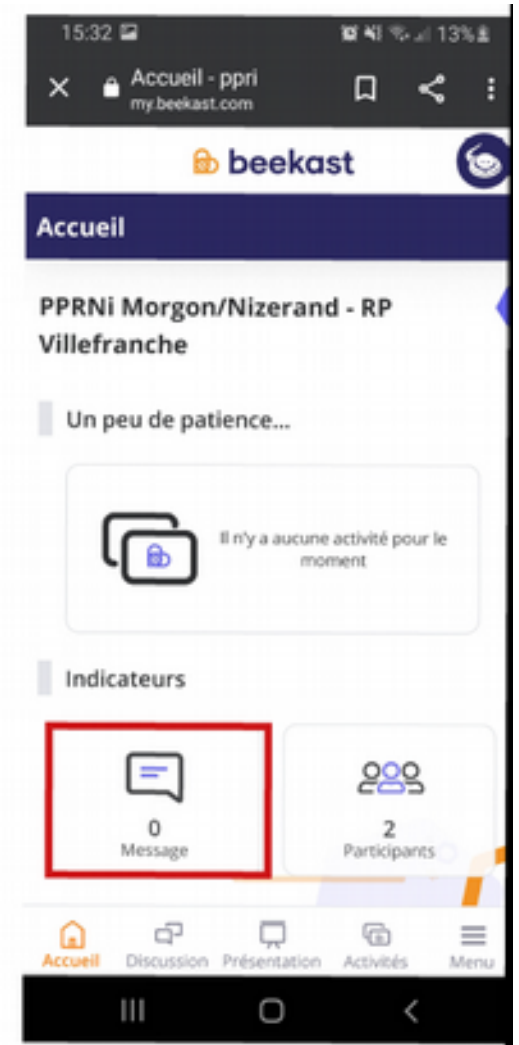 15:32 13%
Accueil - ppri
my.beekast.com
beekast
Accueil
PPRNi Morgon/Nizerand - RP
Villefranche
Un peu de patience...
Il n'y a aucune activité pour le
moment
Indicateurs
0
Message
2
Participants
Accueil Discussion Présentation Activités Menu